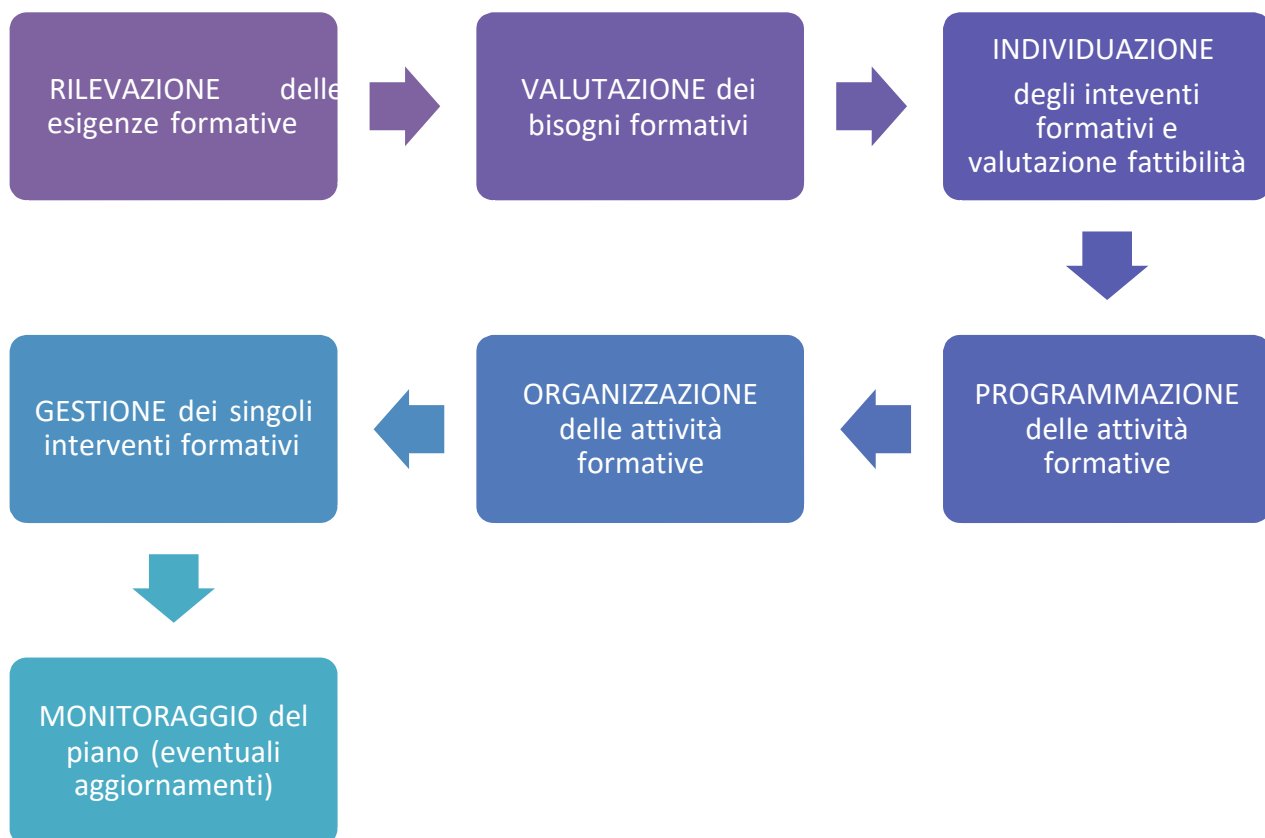 RILEVAZIONE delle
esigenze formative
VALUTAZIONE dei
bisogni formativi
INDIVIDUAZIONE
degli inteventi
formativi e
valutazione fattibilità
PROGRAMMAZIONE
delle attività
formative
ORGANIZZAZIONE
delle attività
formative
GESTIONE dei singoli
interventi formativi
MONITORAGGIO del
piano (eventuali
aggiornamenti)